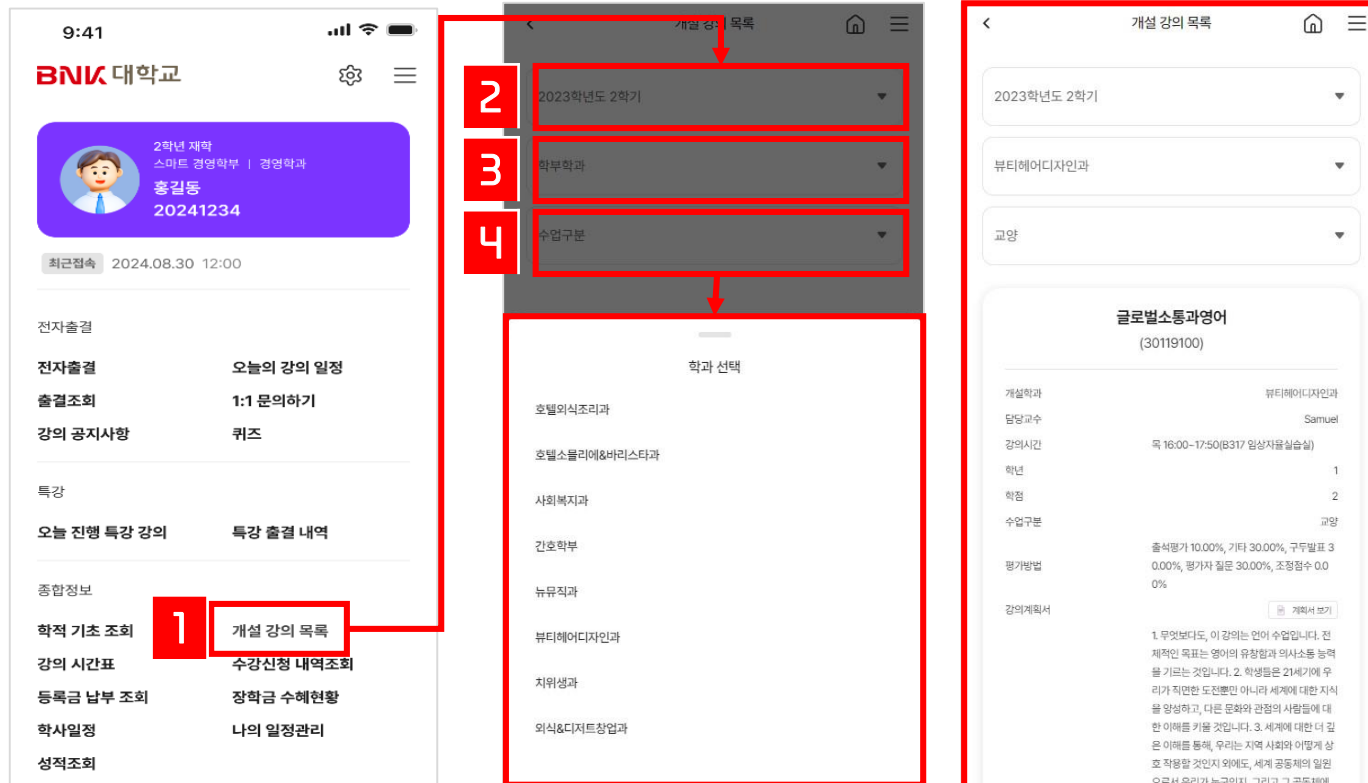 9:41
BNK 대학교
2학년 재학
스마트 경영학부 | 경영학과
홍길동
20241234
최근접속 2024.08.30 12:00
전자출결
전자출결 오늘의 강의 일정
출결조회 1:1 문의하기
강의 공지사항 퀴즈
특강
오늘 진행 특강 강의 특강 출결 내역
종합정보
학적 기초 조회 1 개설 강의 목록
강의 시간표 수강신청 내역조회
등록금 납부 조회 장학금 수혜현황
학사일정 나의 일정관리
성적조회
개설 강의 목록
2 2023학년도 2학기
3 학부학과
4 수업구분
학과 선택
호텔외식조리과
호텔소믈리에&바리스타과
사회복지과
간호학부
뉴뮤직과
뷰티헤어디자인과
치위생과
외식&디저트창업과
개설 강의 목록
2023학년도 2학기
뷰티헤어디자인과
교양
글로벌소통과영어
(30119100)
개설학과 뷰티헤어디자인과
담당교수 Samuel
강의시간 목 16:00~17:50(B317 임상자율실습실)
학년 1
학점 2
수업구분 교양
출석평가 10.00%, 기타 30.00%, 구두발표 3
평가방법 0.00%, 평가자 질문 30.00%, 조정점수 0.0
0%
강의계획서 계획서 보기
1. 무엇보다도, 이 강의는 언어 수업입니다. 전
체적인 목표는 영어의 유창함과 의사소통 능력
을 기르는 것입니다. 2. 학생들은 21세기에 우
리가 직면한 도전뿐만 아니라 세계에 대한 지식
을 양성하고, 다른 문화와 관점의 사람들에 대
한 이해를 키울 것입니다. 3. 세계에 대한 더 깊
은 이해를 통해, 우리는 지역 사회와 어떻게 상
호 작용할 것인지 외에도, 세계 공동체의 일원
으로서 우리가 누구인지, 그리고 그 공동체에